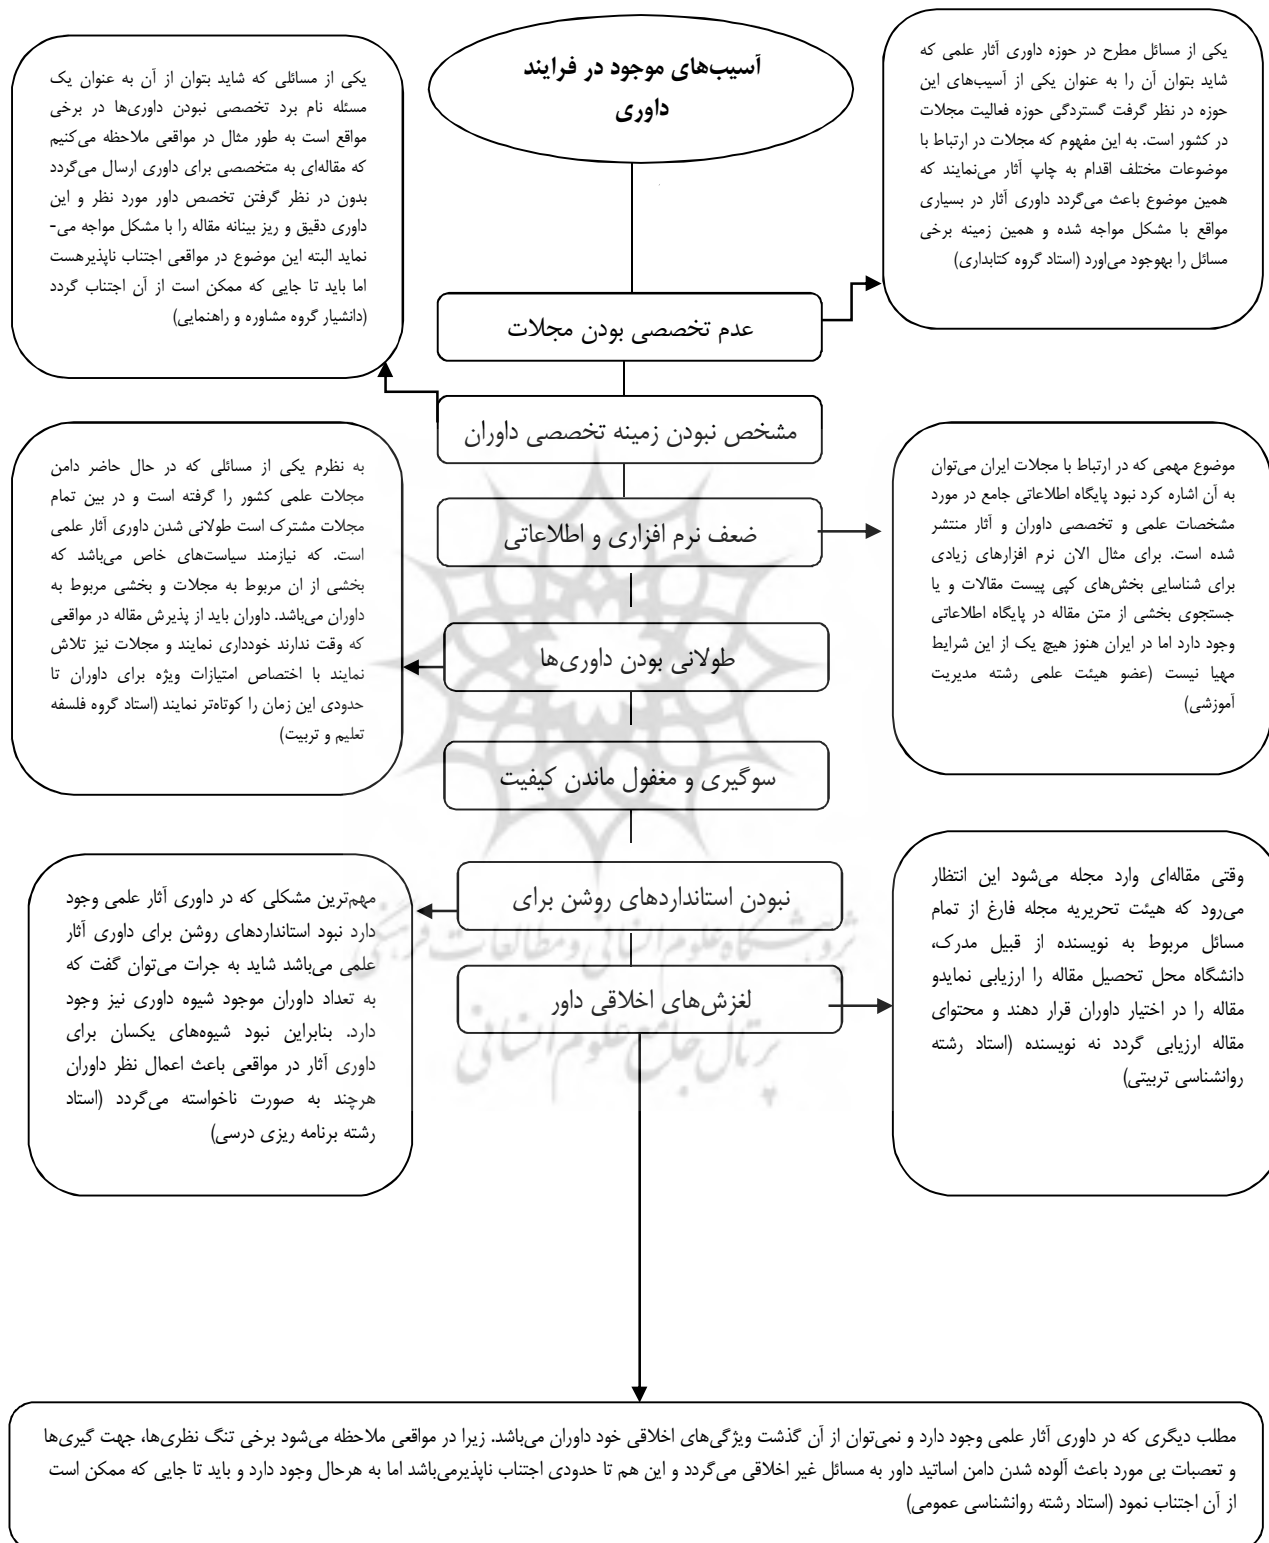 آسیب‌های موجود در فرایند
داوری
یکی از مسائل مطرح در حوزه داوری آثار علمی که
شاید بتوان آن را به عنوان یکی از آسیب‌های این
حوزه در نظر گرفت گستردگی حوزه فعالیت مجلات
در کشور است. به این مفهوم که مجلات در ارتباط با
موضوعات مختلف اقدام به چاپ آثار می‌نمایند که
همین موضوع باعث می‌گردد داوری آثار در بسیاری
مواقع با مشکل مواجه شده و همین زمینه برخی
مسائل را بهوجود می‌اورد (استاد گروه کتابداری)
یکی از مسائلی که شاید بتوان از آن به عنوان یک
مسئله نام برد تخصصی نبودن داوری‌ها در برخی
مواقع است به طور مثال در مواقعی ملاحظه می‌کنیم
که مقاله‌ای به متخصصی برای داوری ارسال می‌گردد
بدون در نظر گرفتن تخصص داور مورد نظر و این
داوری دقیق و ریز بینانه مقاله را با مشکل مواجه می-
نماید البته این موضوع در مواقعی اجتناب ناپذیرهست
اما باید تا جایی که ممکن است از آن اجتناب گردد
(دانشیار گروه مشاوره و راهنمایی)
عدم تخصصی بودن مجلات
مشخص نبودن زمینه تخصصی داوران
ضعف نرم افزاری و اطلاعاتی
موضوع مهمی که در ارتباط با مجلات ایران می‌توان
به آن اشاره کرد نبود پایگاه اطلاعاتی جامع در مورد
مشخصات علمی و تخصصی داوران و آثار منتشر
شده است. برای مثال الان نرم افزارهای زیادی
برای شناسایی بخش‌های کپی پیست مقالات و یا
جستجوی بخشی از متن مقاله در پایگاه اطلاعاتی
وجود دارد اما در ایران هنوز هیچ یک از این شرایط
مهیا نیست (عضو هیئت علمی رشته مدیریت
آموزشی)
به نظرم یکی از مسائلی که در حال حاضر دامن
مجلات علمی کشور را گرفته است و در بین تمام
مجلات مشترک است طولانی شدن داوری آثار علمی
است. که نیازمند سیاست‌های خاص می‌باشد که
بخشی از ان مربوط به مجلات و بخشی مربوط به
داوران می‌باشد. داوران باید از پذیرش مقاله در مواقعی
که وقت ندارند خودداری نمایند و مجلات نیز تلاش
نمایند با اختصاص امتیازات ویژه برای داوران تا
حدودی این زمان را کوتاه‌تر نمایند (استاد گروه فلسفه
تعلیم و تربیت)
طولانی بودن داوری‌ها
سوگیری و مغفول ماندن کیفیت
نبودن استانداردهای روشن برای
لغزش‌های اخلاقی داور
وقتی مقاله‌ای وارد مجله می‌شود این انتظار
می‌رود که هیئت تحریریه مجله فارغ از تمام
مسائل مربوط به نویسنده از قبیل مدرک،
دانشگاه محل تحصیل مقاله را ارزیابی نمایدو
مقاله را در اختیار داوران قرار دهند و محتوای
مقاله ارزیابی گردد نه نویسنده (استاد رشته
روانشناسی تربیتی)
مهم‌ترین مشکلی که در داوری آثار علمی وجود
دارد نبود استانداردهای روشن برای داوری آثار
علمی می‌باشد شاید به جرات می‌توان گفت که
به تعداد داوران موجود شیوه داوری نیز وجود
دارد. بنابراین نبود شیوه‌های یکسان برای
داوری آثار در مواقعی باعث اعمال نظر داوران
هرچند به صورت ناخواسته می‌گردد (استاد
رشته برنامه ریزی درسی)
پژوهشگاه علوم انسانی و مطالعات فرهنگی
پرتال جامع علوم انسانی
مطلب دیگری که در داوری آثار علمی وجود دارد و نمی‌توان از آن گذشت ویژگی‌های اخلاقی خود داوران می‌باشد. زیرا در مواقعی ملاحظه می‌شود برخی تنگ نظری‌ها، جهت گیری‌ها
و تعصبات بی مورد باعث آلوده شدن دامن اساتید داور به مسائل غیر اخلاقی می‌گردد و این هم تا حدودی اجتناب ناپذیرمی‌باشد اما به هرحال وجود دارد و باید تا جایی که ممکن است
از آن اجتناب نمود (استاد رشته روانشناسی عمومی)